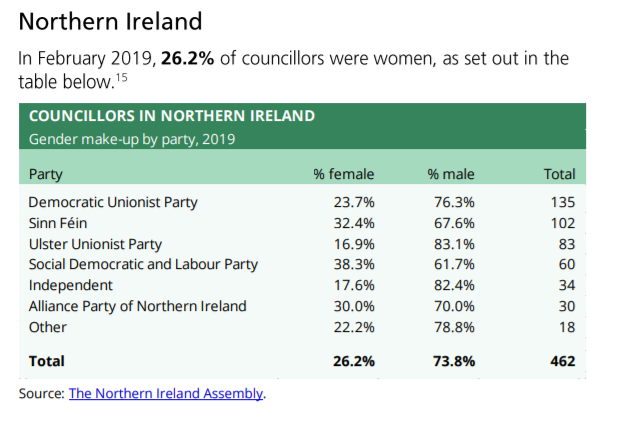 Northern Ireland
In February 2019, 26.2% of councillors were women, as set out in the
table below.15
COUNCILLORS IN NORTHERN IRELAND
Gender make-up by party, 2019
Party % female % male Total
Democratic Unionist Party 23.7% 76.3% 135
Sinn Féin 32.4% 67.6% 102
Ulster Unionist Party 16.9% 83.1% 83
Social Democratic and Labour Party 38.3% 61.7% 60
Independent 17.6% 82.4% 34
Alliance Party of Northern Ireland 30.0% 70.0% 30
Other 22.2% 78.8% 18
Total 26.2% 73.8% 462
Source: The Northern Ireland Assembly.